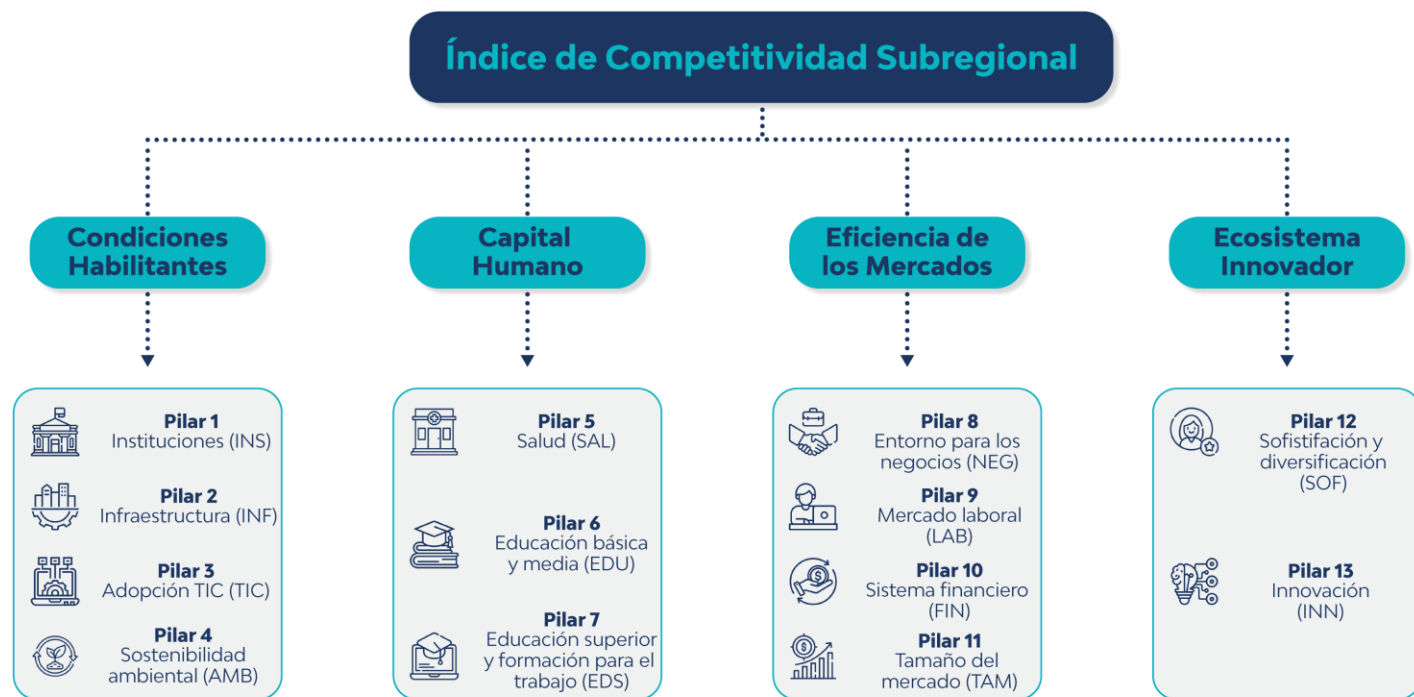 Índice de Competitividad Subregional
Condiciones
Habilitantes
Capital
Humano
Eficiencia de
los Mercados
Ecosistema
Innovador
Pilar 1
Instituciones (INS)
Pilar 2
Infraestructura (INF)
Pilar 3
Adopción TIC (TIC)
Pilar 4
Sostenibilidad
ambiental (AMB)
Pilar 5
Salud (SAL)
Pilar 6
Educación básica
y media (EDU)
Pilar 7
Educación superior
y formación para el
trabajo (EDS)
Pilar 8
Entorno para los
negocios (NEG)
Pilar 9
Mercado laboral
(LAB)
Pilar 10
Sistema financiero
(FIN)
Pilar 11
Tamaño del
mercado (TAM)
Pilar 12
Sofistifación y
diversificación
(SOF)
Pilar 13
Innovación
(INN)